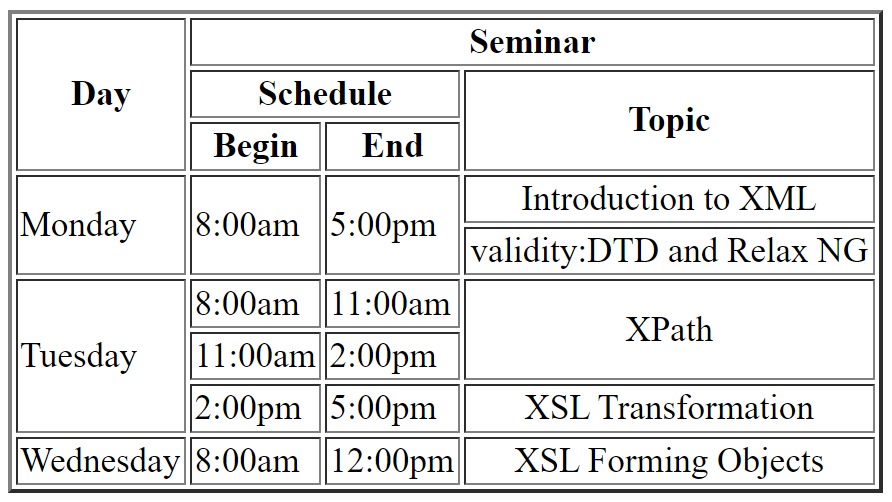 Day
Seminar
Schedule
Topic
Begin
End
Monday
8:00am
5:00pm
Introduction to XML
validity:DTD and Relax NG
Tuesday
8:00am
11:00am
XPath
11:00am
2:00pm
2:00pm
5:00pm
XSL Transformation
Wednesday
8:00am
12:00pm
XSL Forming Objects